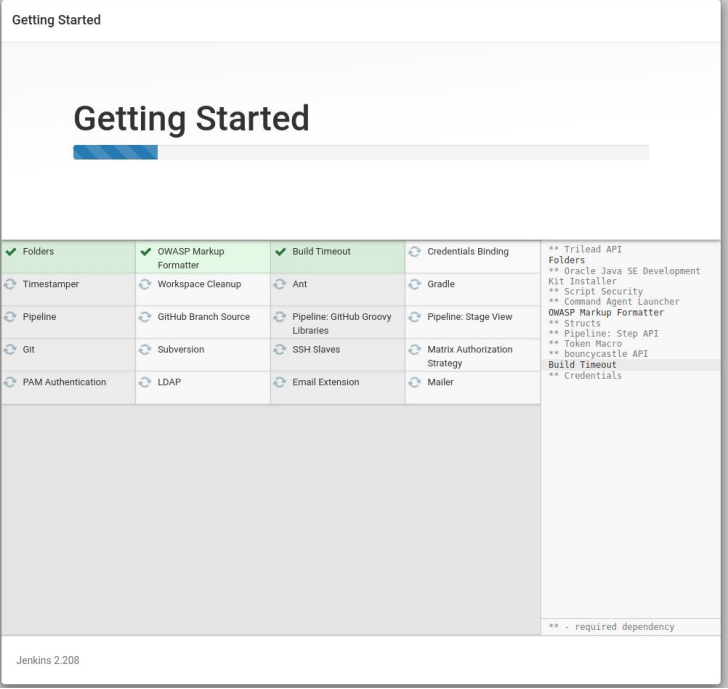 Getting Started
Getting Started
Folders
OWASP Markup
Formatter
Build Timeout
Credentials Binding
Timestamper
Workspace Cleanup
Ant
Gradle
Pipeline
GitHub Branch Source
Pipeline: GitHub Groovy
Libraries
Pipeline: Stage View
Git
Subversion
SSH Slaves
Matrix Authorization
Strategy
PAM Authentication
LDAP
Email Extension
Mailer
** Trilead API
Folders
** Oracle Java SE Development
Kit Installer
** Script Security
** Command Agent Launcher
OWASP Markup Formatter
** Structs
** Pipeline: Step API
** Token Macro
** bouncycastle API
Build Timeout
** Credentials
** - required dependency
Jenkins 2.208